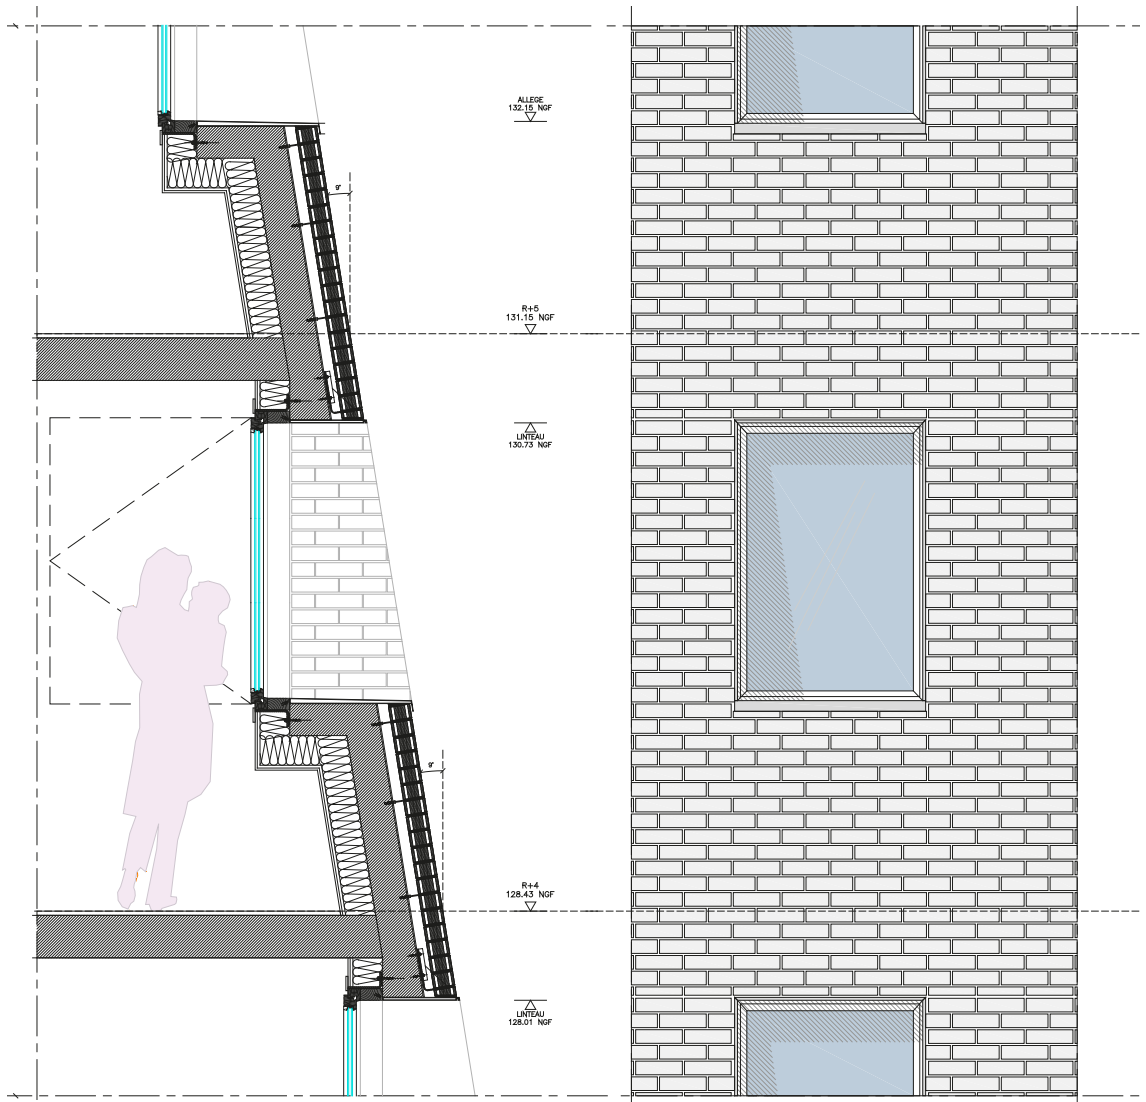 ALLEGE
132.15 NGF
9°
R+5
131.15 NGF
LINTEAU
130.73 NGF
9°
R+4
128.43 NGF
LINTEAU
128.01 NGF